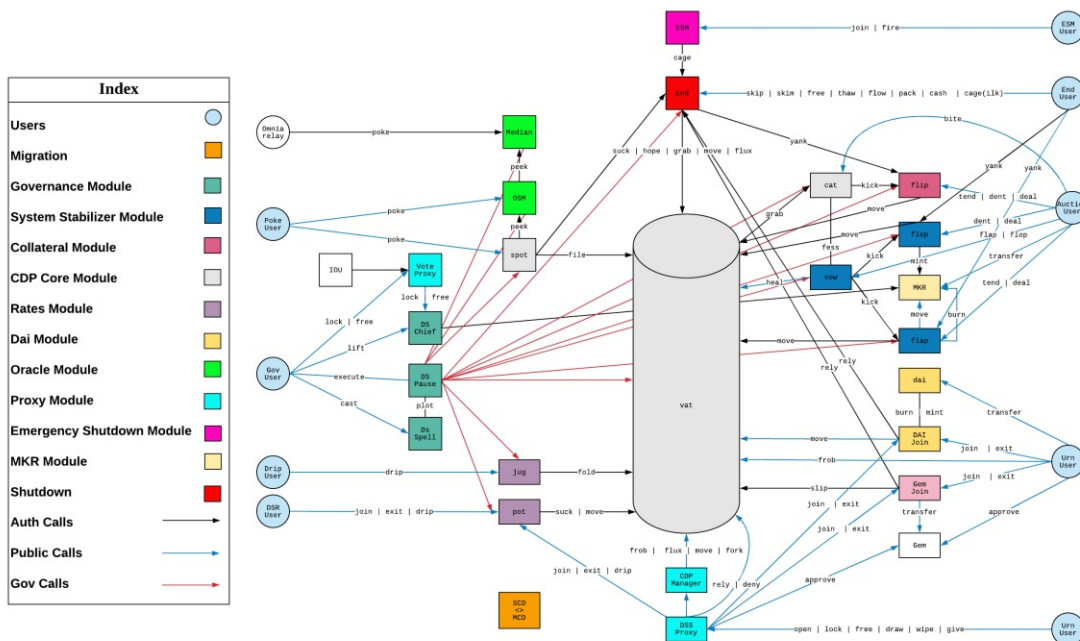 Index
Users
Migration
Governance Module
System Stabilizer Module
Collateral Module
CDP Core Module
Rates Module
Dai Module
Oracle Module
Proxy Module
Emergency Shutdown Module
MKR Module
Shutdown
Auth Calls
Public Calls
Gov Calls
ESM
join | fire
ESM
User
cage
End
skip | skim | free | thaw | flow | pack | cash | cage(ilk)
End
User
bite
Omnia
relay
poke
Median
suck | hope | grab | move | flux
yank
yank
yank
peek
DSM
cat
kick
flip
tend | dent | deal
User
grab
move
Poke
User
poke
poke
peek
spot
file
move
flop
dent | deal
flap | flop
fess
kick
mint
transfer
IOU
Vote
Proxy
heal
vow
MKR
tend | deal
lock | free
kick
move
burn
lock | free
DS
Chief
lift
move
flap
rely
rely
Gov
User
execute
DS
Pause
dai
vat
cast
plot
Ds
Spell
burn | mint
transfer
move
DAI
Join
join | exit
frob
Urn
User
Drip
User
drip
jug
fold
slip
Gem
Join
join | exit
join | exit
transfer
approve
DSR
User
join | exit | drip
pot
suck | move
join | exit
Gem
frob | flux | move | fork
join | exit | drip
CDP
Manager
rely | deny
approve
SCD
<>
MCD
DSS
Proxy
open | lock | free | draw | wipe | give
Urn
User